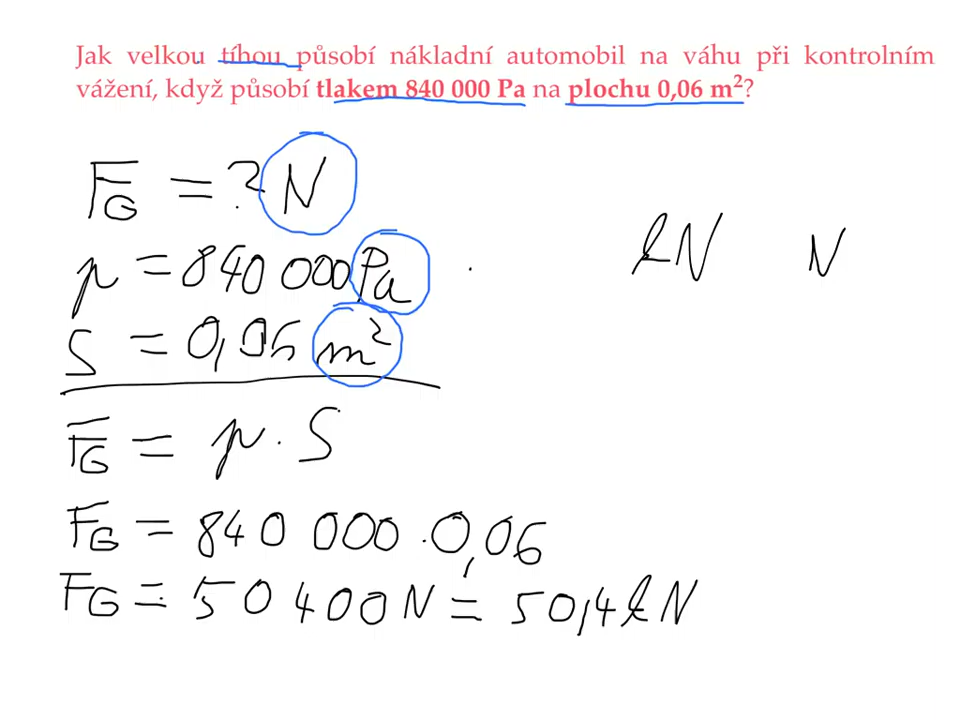 Jak velkou tíhou působí nákladní automobil na váhu při kontrolním
vážení, když působí tlakem 840 000 Pa na plochu 0,06 m²?
F_G = ? N
p = 840 000 Pa
kN N
S = 0,06 m²
F_G = p · S
F_G = 840 000 · 0,06
F_G = 50 400 N = 50,4 kN